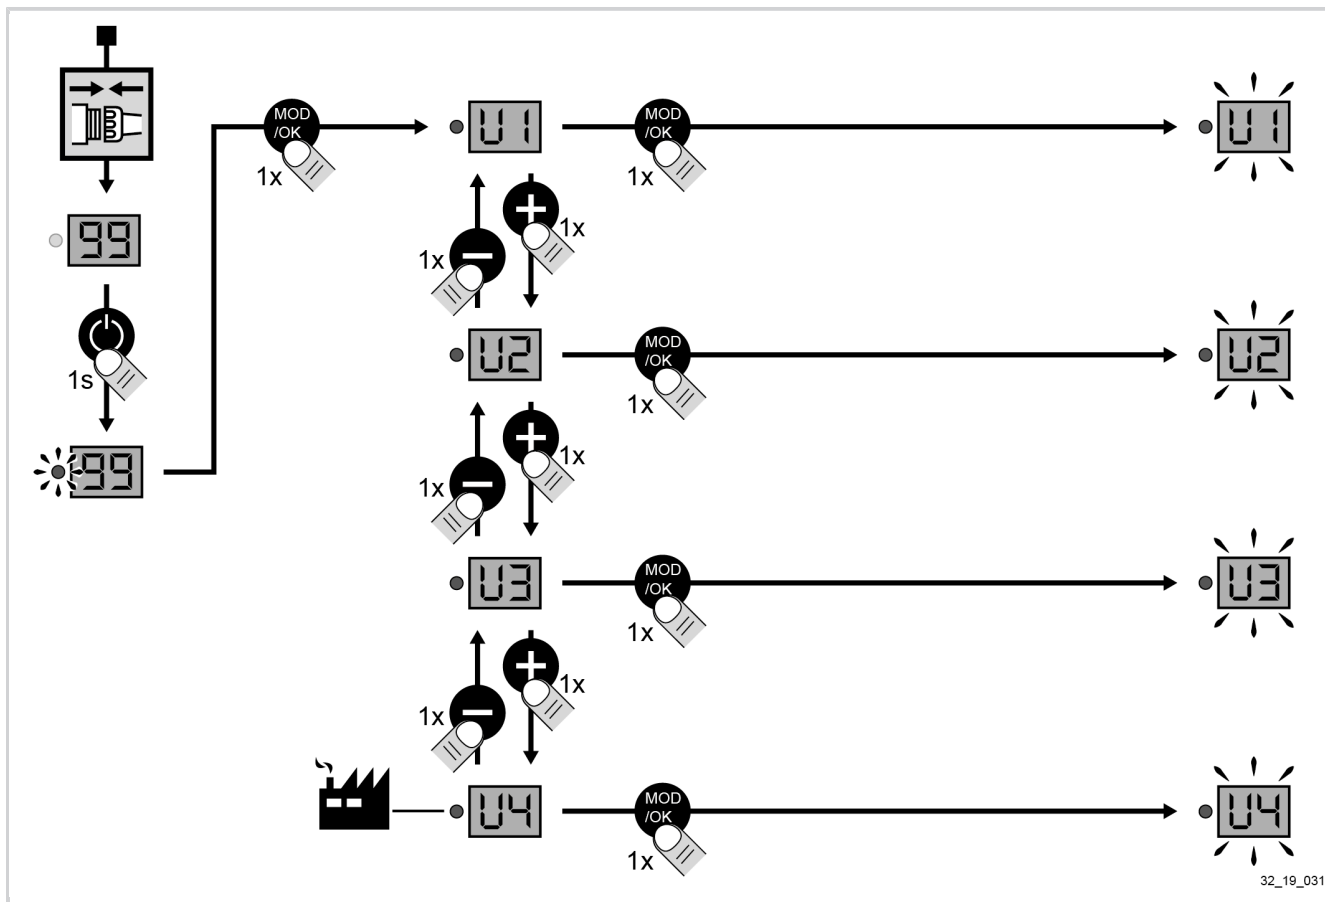 MOD
/OK
1x
U1
MOD
/OK
1x
U1
99
1x
+
1x
−
1s
U2
MOD
/OK
1x
U2
99
1x
+
1x
−
U3
MOD
/OK
1x
U3
1x
+
1x
−
U4
MOD
/OK
1x
U4
32_19_031